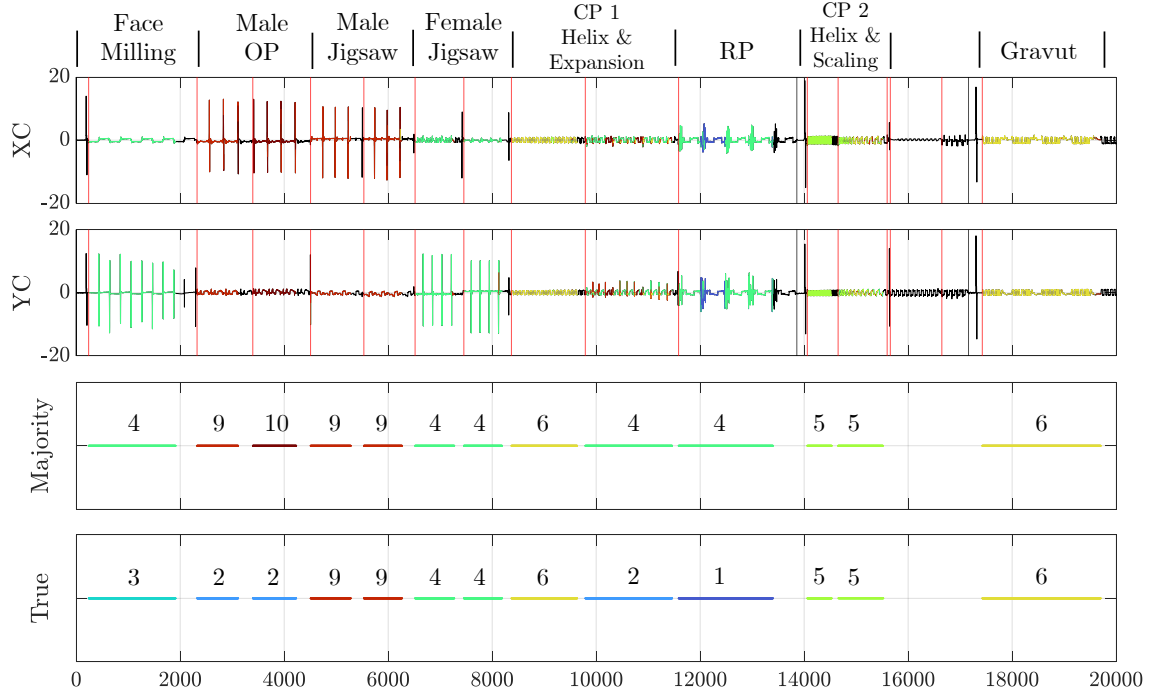 Face Milling
Male OP
Male Jigsaw
Female Jigsaw
CP 1 Helix & Expansion
RP
CP 2 Helix & Scaling
Gravut
XC
20
0
-20
YC
20
0
-20
Majority
4 9 10 9 9 4 4 6 4 4 5 5 6
True
3 2 2 9 9 4 4 6 2 1 5 5 6
0 2000 4000 6000 8000 10000 12000 14000 16000 18000 20000